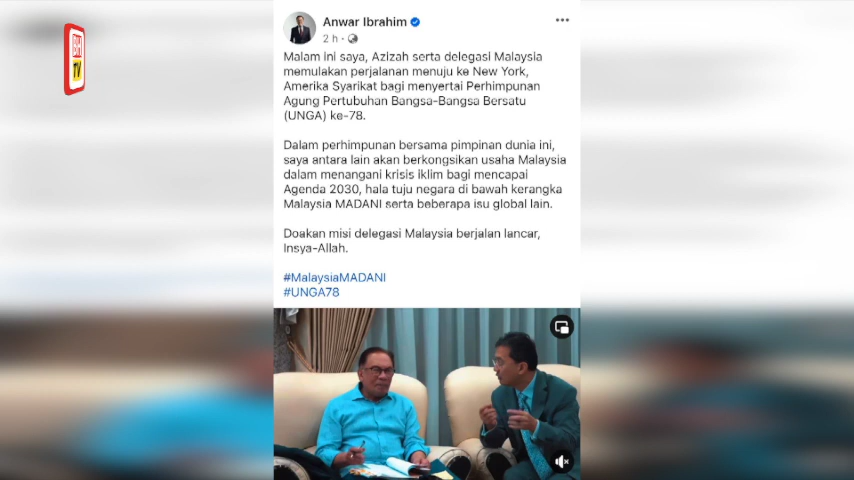 TV
Anwar Ibrahim
2 h ·
Malam ini saya, Azizah serta delegasi Malaysia
memulakan perjalanan menuju ke New York,
Amerika Syarikat bagi menyertai Perhimpunan
Agung Pertubuhan Bangsa-Bangsa Bersatu
(UNGA) ke-78.
Dalam perhimpunan bersama pimpinan dunia ini,
saya antara lain akan berkongsikan usaha Malaysia
dalam menangani krisis iklim bagi mencapai
Agenda 2030, hala tuju negara di bawah kerangka
Malaysia MADANI serta beberapa isu global lain.
Doakan misi delegasi Malaysia berjalan lancar,
Insya-Allah.
#MalaysiaMADANI
#UNGA78